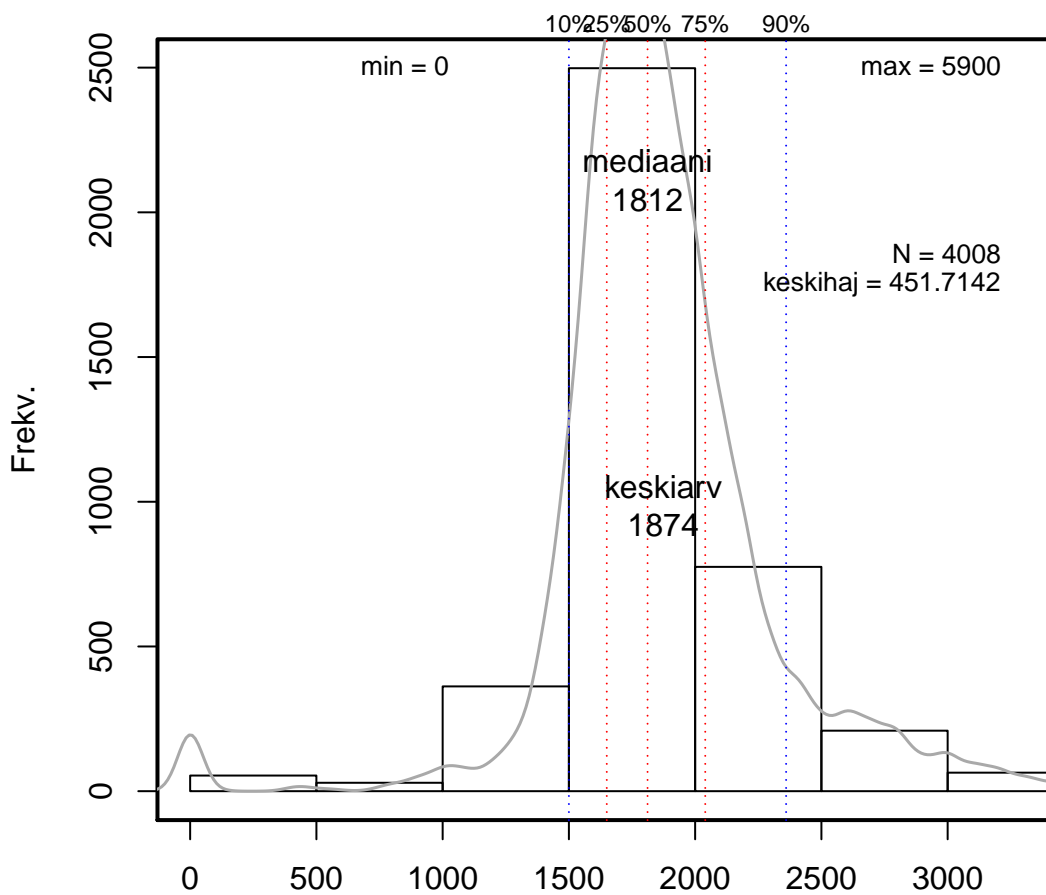 10% 25% 50% 75% 90%
min = 0
max = 5900
mediaani
1812
N = 4008
keskihaj = 451.7142
keskiarv
1874
Frekv.
2500
2000
1500
1000
500
0
0 500 1000 1500 2000 2500 3000